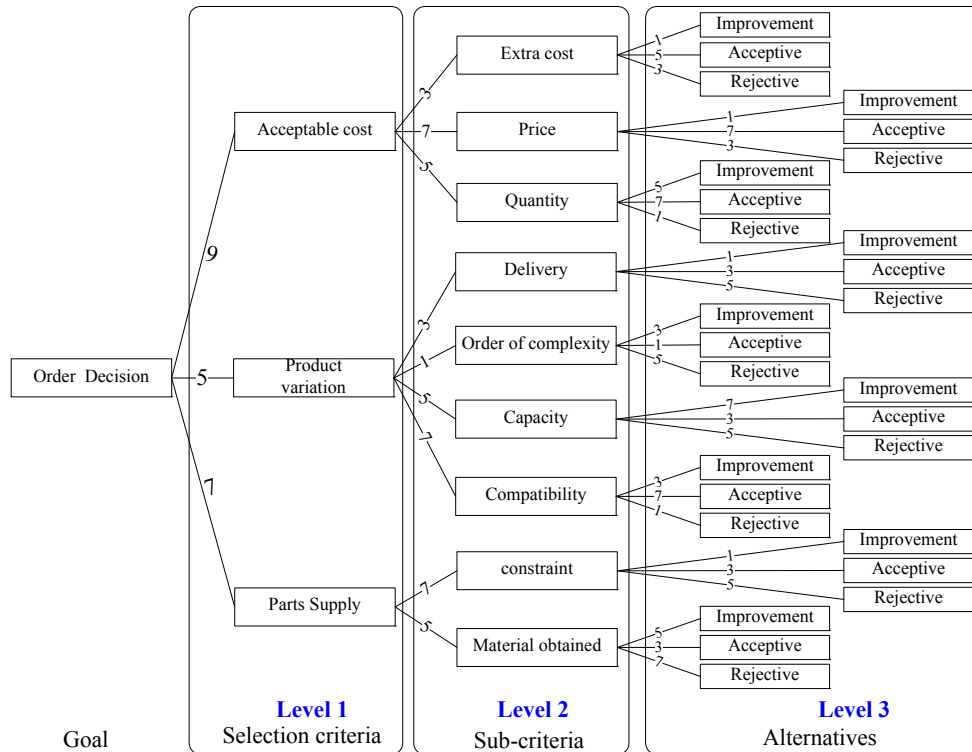 Improvement
1
Extra cost
5
Acceptive
3
Rejective
3
Improvement
1
Acceptable cost
7
Price
7
Acceptive
3
Rejective
5
Improvement
5
Quantity
7
Acceptive
1
Rejective
9
Improvement
1
Delivery
3
Acceptive
5
Rejective
3
Improvement
3
Order of complexity
1
Acceptive
1
5
Rejective
Order Decision
5
Product
variation
Improvement
7
5
Capacity
3
Acceptive
5
Rejective
7
Improvement
3
Compatibility
7
Acceptive
1
Rejective
7
Improvement
1
constraint
3
Acceptive
7
5
Rejective
Parts Supply
Improvement
5
5
Material obtained
3
Acceptive
7
Rejective
Level 1
Level 2
Level 3
Goal
Selection criteria
Sub-criteria
Alternatives